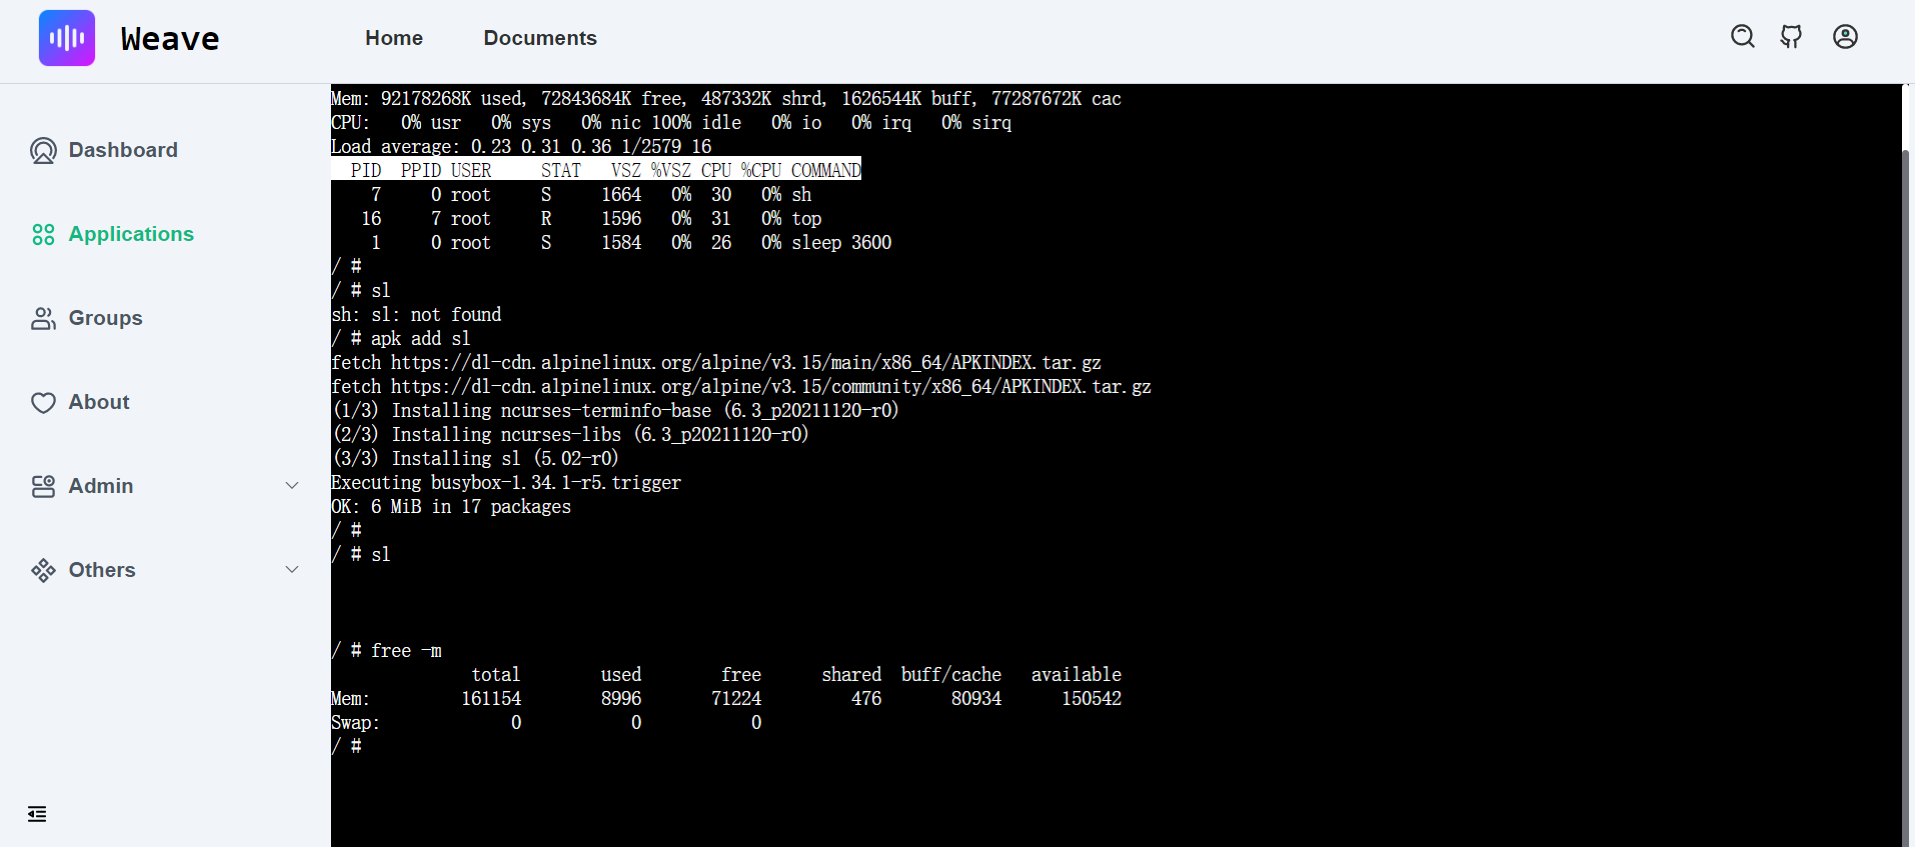 Weave
Home
Documents
Dashboard
Applications
Groups
About
Admin
Others
Mem: 92178268K used, 72843684K free, 487332K shrd, 1626544K buff, 77287672K cac
CPU:   0% usr   0% sys   0% nic 100% idle   0% io   0% irq   0% sirq
Load average: 0.23 0.31 0.36 1/2579 16
  PID  PPID USER     STAT   VSZ %VSZ CPU %CPU COMMAND
    7     0 root     S     1664   0%  30   0% sh
   16     7 root     R     1596   0%  31   0% top
    1     0 root     S     1584   0%  26   0% sleep 3600
/ #
/ # sl
sh: sl: not found
/ # apk add sl
fetch https://dl-cdn.alpinelinux.org/alpine/v3.15/main/x86_64/APKINDEX.tar.gz
fetch https://dl-cdn.alpinelinux.org/alpine/v3.15/community/x86_64/APKINDEX.tar.gz
(1/3) Installing ncurses-terminfo-base (6.3_p20211120-r0)
(2/3) Installing ncurses-libs (6.3_p20211120-r0)
(3/3) Installing sl (5.02-r0)
Executing busybox-1.34.1-r5.trigger
OK: 6 MiB in 17 packages
/ #
/ # sl
/ # free -m
              total        used        free      shared  buff/cache   available
Mem:         161154        8996       71224         476       80934      150542
Swap:             0           0           0
/ #